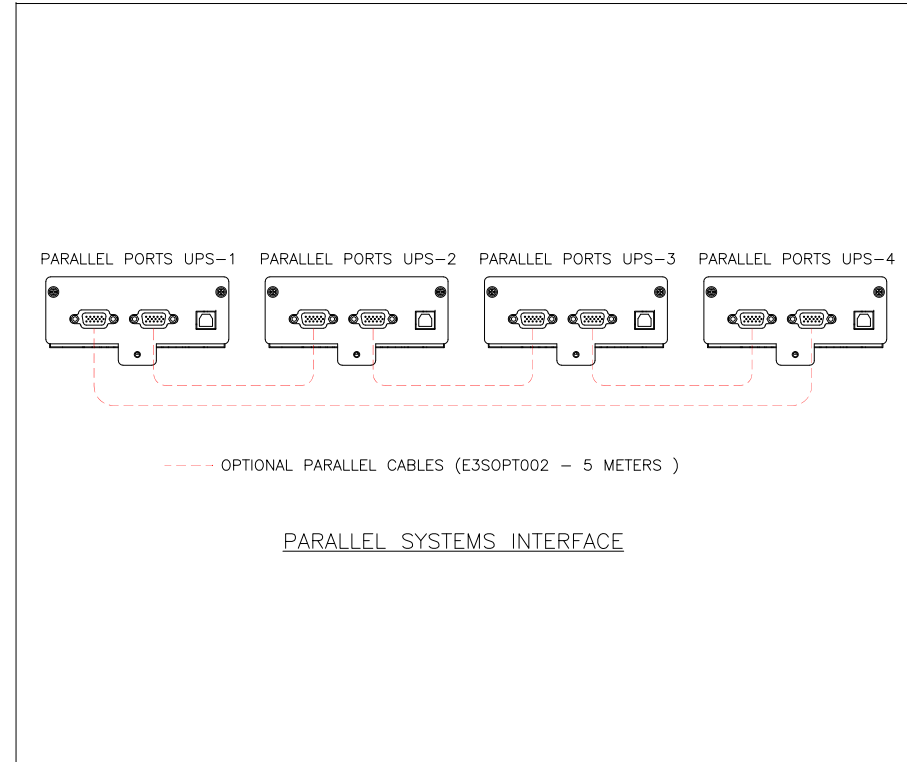 PARALLEL PORTS UPS-1
PARALLEL PORTS UPS-2
PARALLEL PORTS UPS-3
PARALLEL PORTS UPS-4
OPTIONAL PARALLEL CABLES (E3SOPT002 - 5 METERS )
PARALLEL SYSTEMS INTERFACE